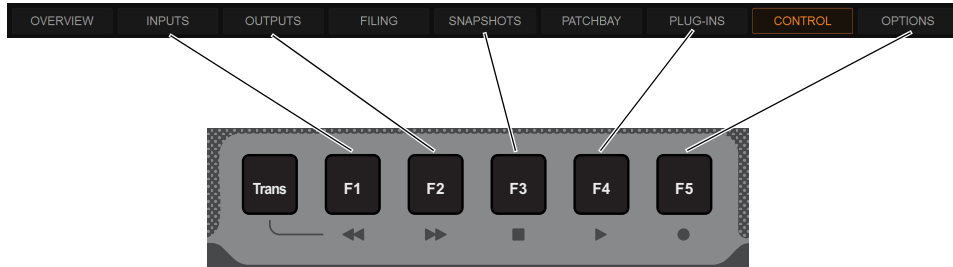 OVERVIEW INPUTS OUTPUTS FILING SNAPSHOTS PATCHBAY PLUG-INS CONTROL OPTIONS
Trans F1 F2 F3 F4 F5